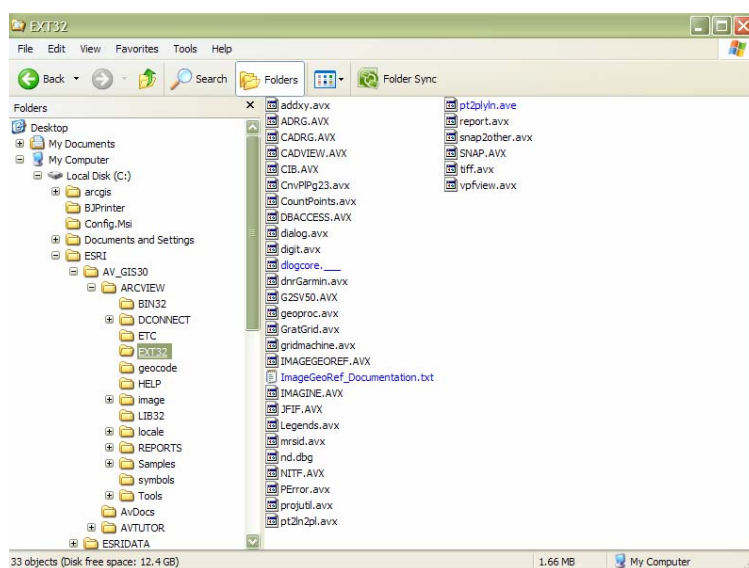 EXT32
File Edit View Favorites Tools Help
Back Search Folders Folder Sync
Folders
Desktop
My Documents
My Computer
Local Disk (C:)
arcgis
BJPrinter
Config.Msi
Documents and Settings
ESRI
AV_GIS30
ARCVIEW
BIN32
DCONNECT
ETC
EXT32
geocode
HELP
image
LIB32
locale
REPORTS
Samples
symbols
Tools
AvDocs
AVTUTOR
ESRIDATA
addxy.avx
ADRG.AVX
CADRG.AVX
CADVIEW.AVX
CIB.AVX
CnvPlPg23.avx
CountPoints.avx
DBACCESS.AVX
dialog.avx
digit.avx
dlogcore.___
dnrGarmin.avx
G2SV50.AVX
geoproc.avx
GratGrid.avx
gridmachine.avx
IMAGEGEOREF.AVX
ImageGeoRef_Documentation.txt
IMAGINE.AVX
JFIF.AVX
Legends.avx
mrsid.avx
nd.dbg
NITF.AVX
PError.avx
projutil.avx
pt2ln2pl.avx
pt2plyln.ave
report.avx
snap2other.avx
SNAP.AVX
tiff.avx
vpfview.avx
33 objects (Disk free space: 12.4 GB) 1.66 MB My Computer